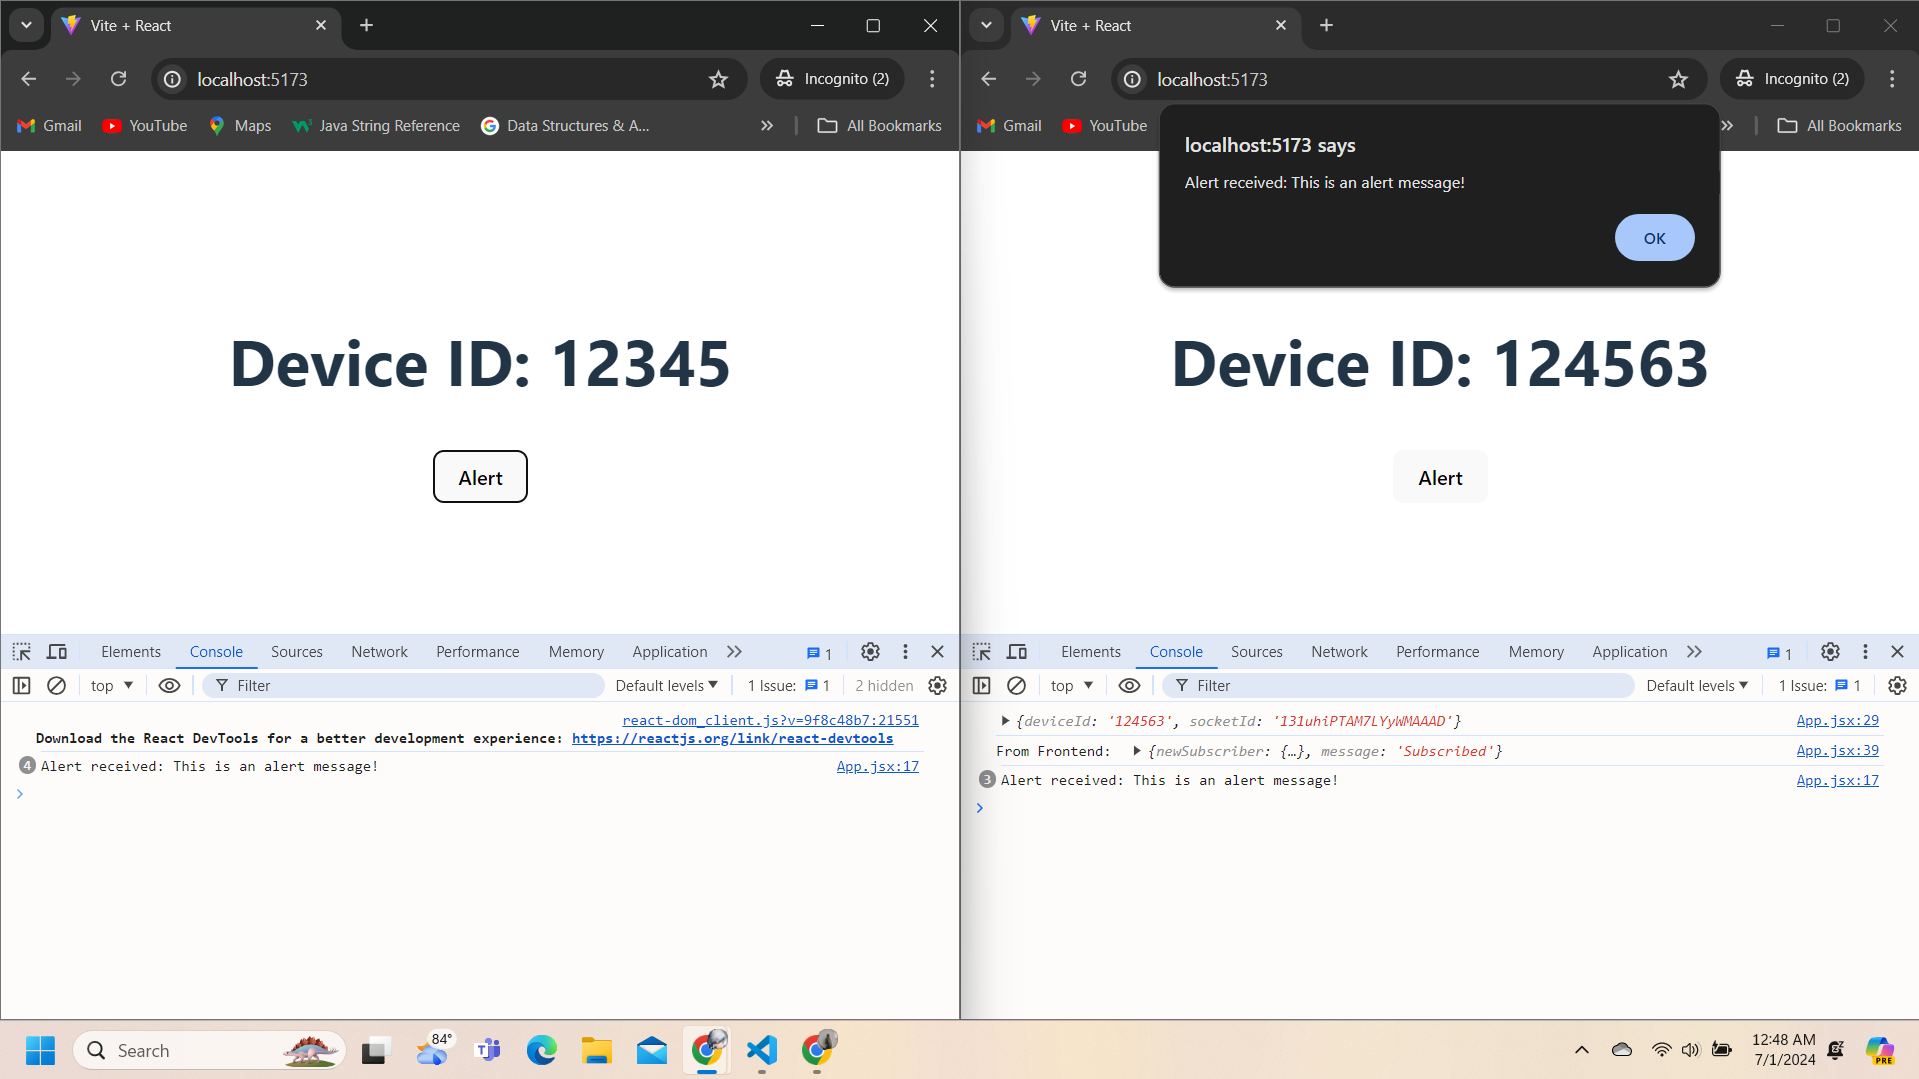 Vite + React
localhost:5173
Incognito (2)
Gmail
YouTube
Maps
Java String Reference
Data Structures & A...
All Bookmarks
Device ID: 12345
Alert
Elements
Console
Sources
Network
Performance
Memory
Application
1
top
Filter
Default levels
1 Issue:
1
2 hidden
react-dom_client.js?v=9f8c48b7:21551
Download the React DevTools for a better development experience: https://reactjs.org/link/react-devtools
4 Alert received: This is an alert message! App.jsx:17
Vite + React
localhost:5173
Incognito (2)
Gmail
YouTube
All Bookmarks
localhost:5173 says
Alert received: This is an alert message!
OK
Device ID: 124563
Alert
Elements
Console
Sources
Network
Performance
Memory
Application
1
top
Filter
Default levels
1 Issue:
1
{deviceId: '124563', socketId: '131uhiPTAM7LYyWMAAAD'} App.jsx:29
From Frontend: {newSubscriber: {…}, message: 'Subscribed'} App.jsx:39
3 Alert received: This is an alert message! App.jsx:17
Search
84°
12:48 AM
7/1/2024
PRE